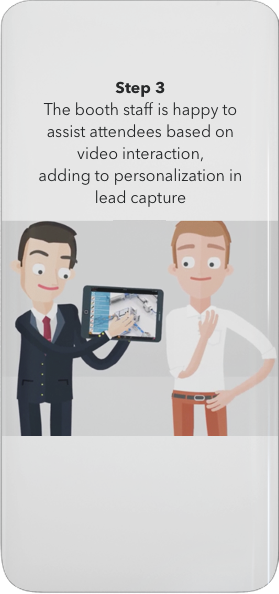 Step 3
The booth staff is happy to
assist attendees based on
video interaction,
adding to personalization in
lead capture